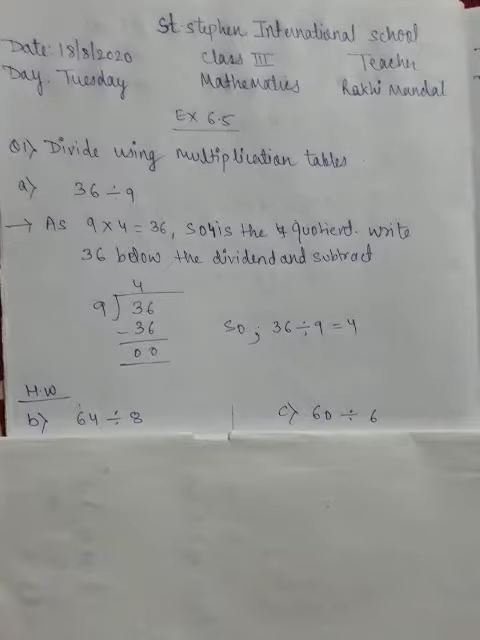 St. stephen International school
Date: 18/8/2020 Class III Teacher
Day. Tuesday Mathematics Rakhi Mandal
EX 6.5
Q1) Divide using multiplication tables.
a) 36 ÷ 9
→ As 9 x 4 = 36, so 4 is the quotient. write
36 below the dividend and subtract
4
9 ) 36
- 36
00
So, 36 ÷ 9 = 4
H.W
b) 64 ÷ 8 c) 60 ÷ 6